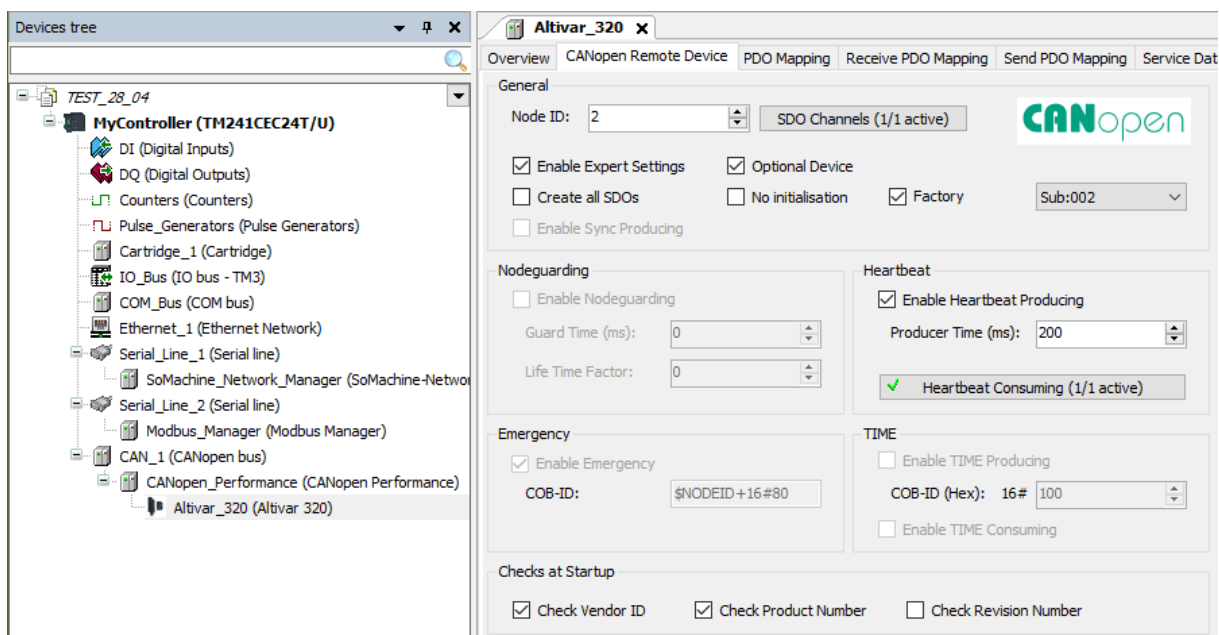 Devices tree
TEST_28_04
MyController (TM241CEC24T/U)
DI (Digital Inputs)
DQ (Digital Outputs)
Counters (Counters)
Pulse_Generators (Pulse Generators)
Cartridge_1 (Cartridge)
IO_Bus (IO bus - TM3)
COM_Bus (COM bus)
Ethernet_1 (Ethernet Network)
Serial_Line_1 (Serial line)
SoMachine_Network_Manager (SoMachine-Networ
Serial_Line_2 (Serial line)
Modbus_Manager (Modbus Manager)
CAN_1 (CANopen bus)
CANopen_Performance (CANopen Performance)
Altivar_320 (Altivar 320)
Altivar_320
Overview CANopen Remote Device PDO Mapping Receive PDO Mapping Send PDO Mapping Service Dat
General
Node ID: 2 SDO Channels (1/1 active) CANopen
Enable Expert Settings Optional Device
Create all SDOs No initialisation Factory Sub:002
Enable Sync Producing
Nodeguarding
Enable Nodeguarding
Guard Time (ms): 0
Life Time Factor: 0
Heartbeat
Enable Heartbeat Producing
Producer Time (ms): 200
Heartbeat Consuming (1/1 active)
Emergency
Enable Emergency
COB-ID: $NODEID+16#80
TIME
Enable TIME Producing
COB-ID (Hex): 16# 100
Enable TIME Consuming
Checks at Startup
Check Vendor ID Check Product Number Check Revision Number